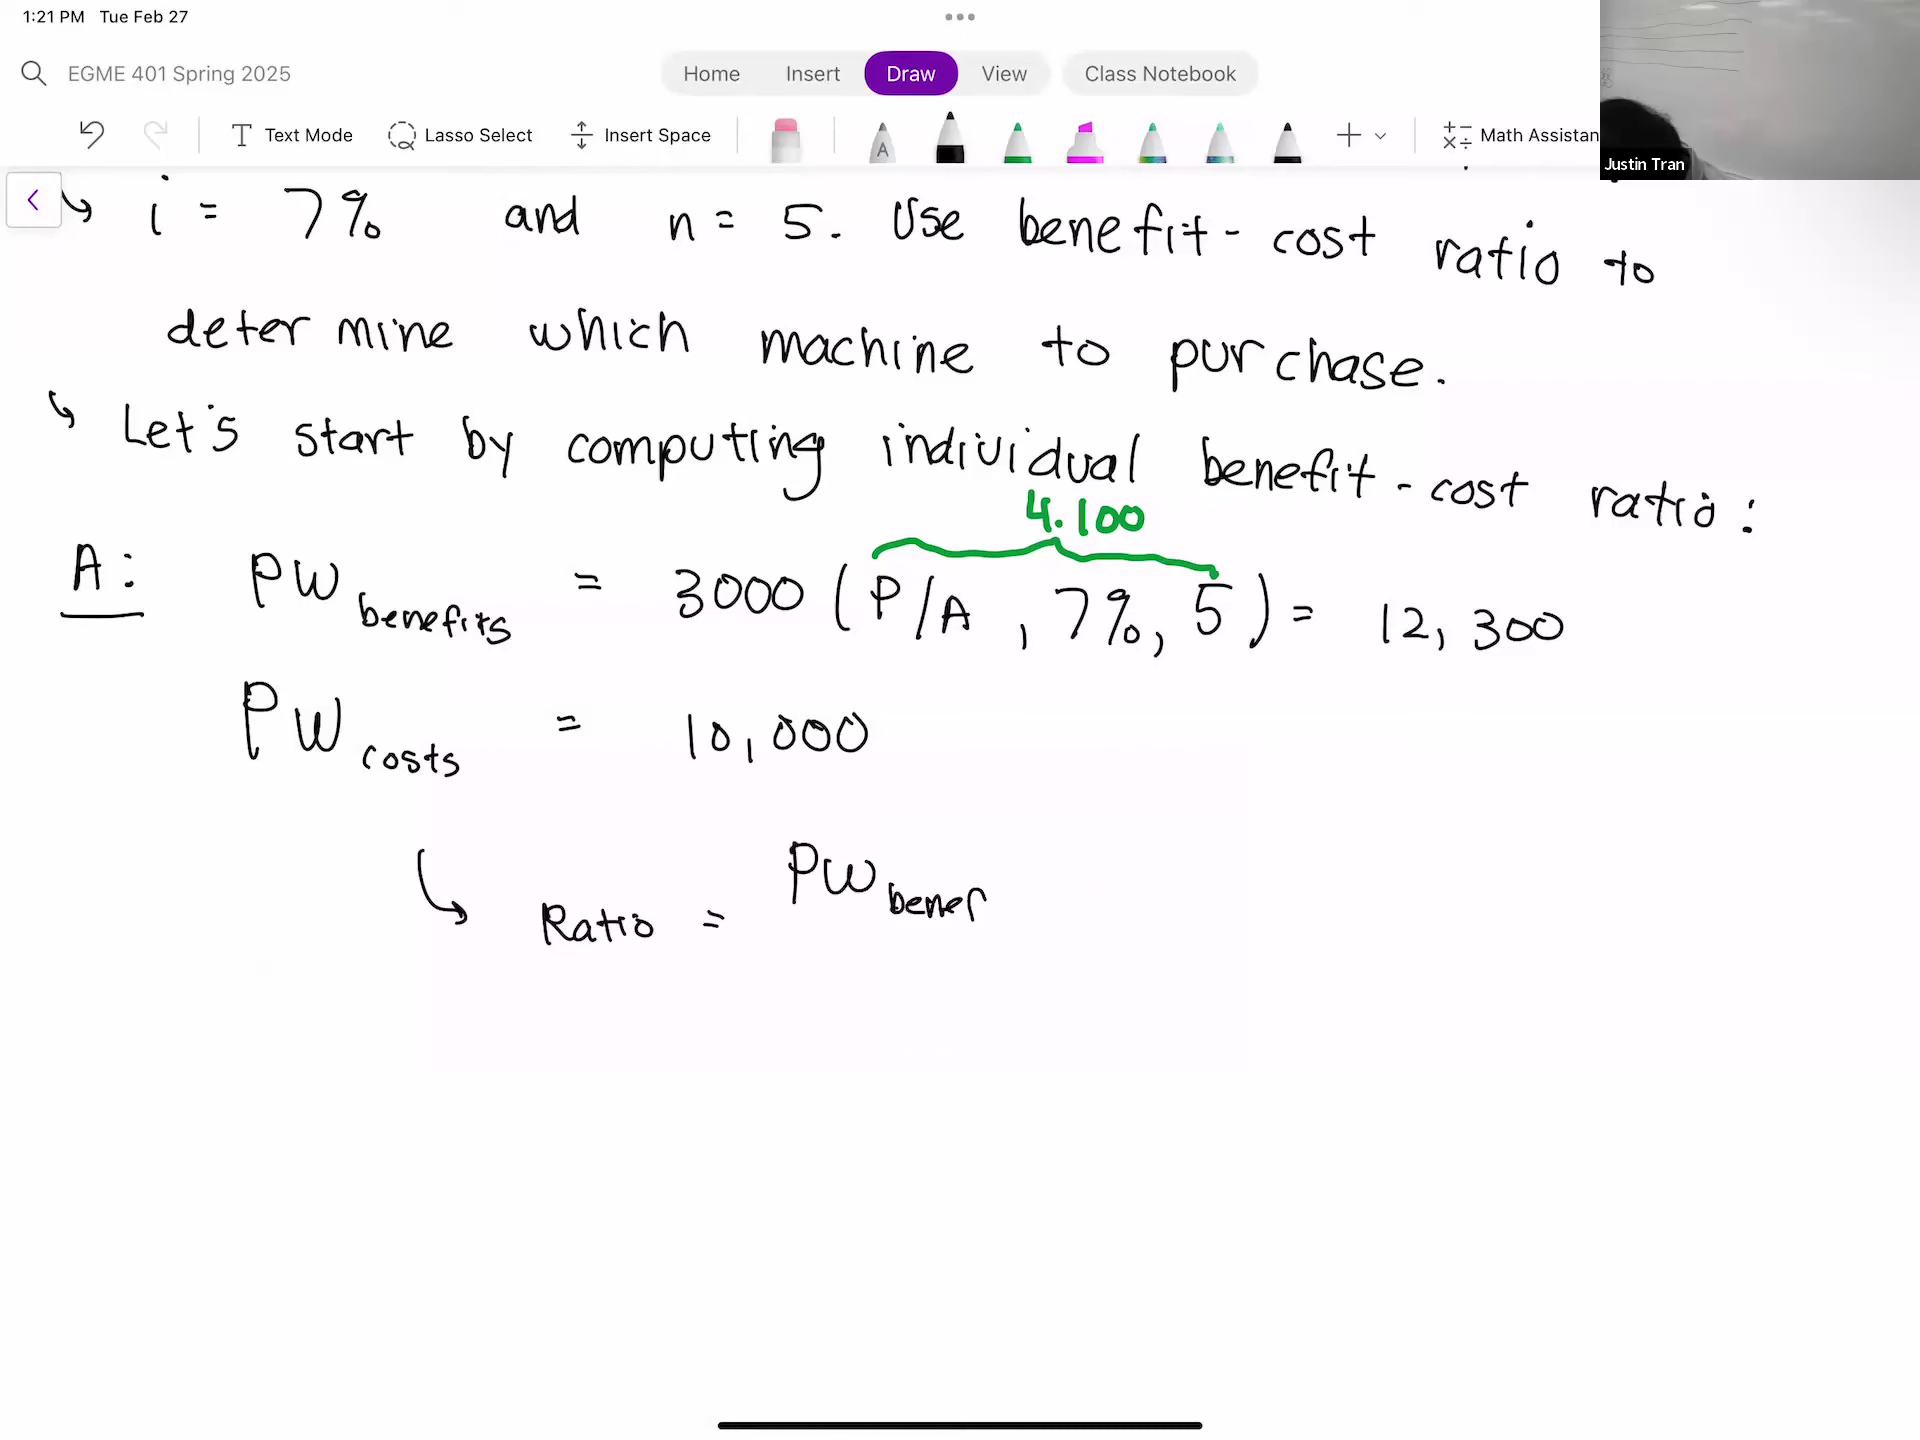 1:21 PM Tue Feb 27
EGME 401 Spring 2025
Home Insert Draw View Class Notebook
Text Mode Lasso Select Insert Space A Math Assistan
Justin Tran
i = 7% and n = 5. Use benefit-cost ratio to
determine which machine to purchase.
Let's start by computing individual benefit-cost ratio:
4.100
A: PW benefits = 3000 (P/A, 7%, 5) = 12,300
PW costs = 10,000
Ratio = PW benef